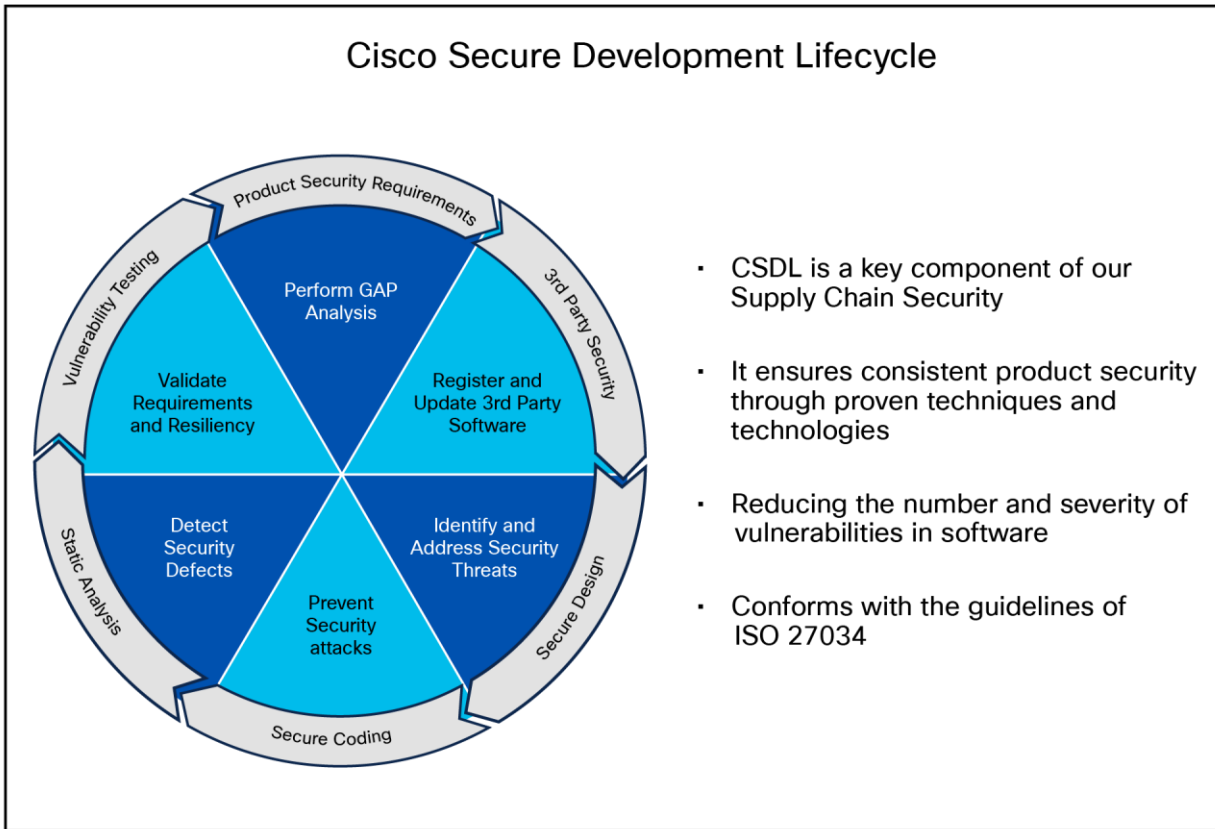 Cisco Secure Development Lifecycle
Product Security Requirements
3rd Party Security
Secure Design
Secure Coding
Static Analysis
Vulnerability Testing
Perform GAP
Analysis
Register and
Update 3rd Party
Software
Identify and
Address Security
Threats
Prevent
Security
attacks
Detect
Security
Defects
Validate
Requirements
and Resiliency
· CSDL is a key component of our
Supply Chain Security
· It ensures consistent product security
through proven techniques and
technologies
· Reducing the number and severity of
vulnerabilities in software
· Conforms with the guidelines of
ISO 27034